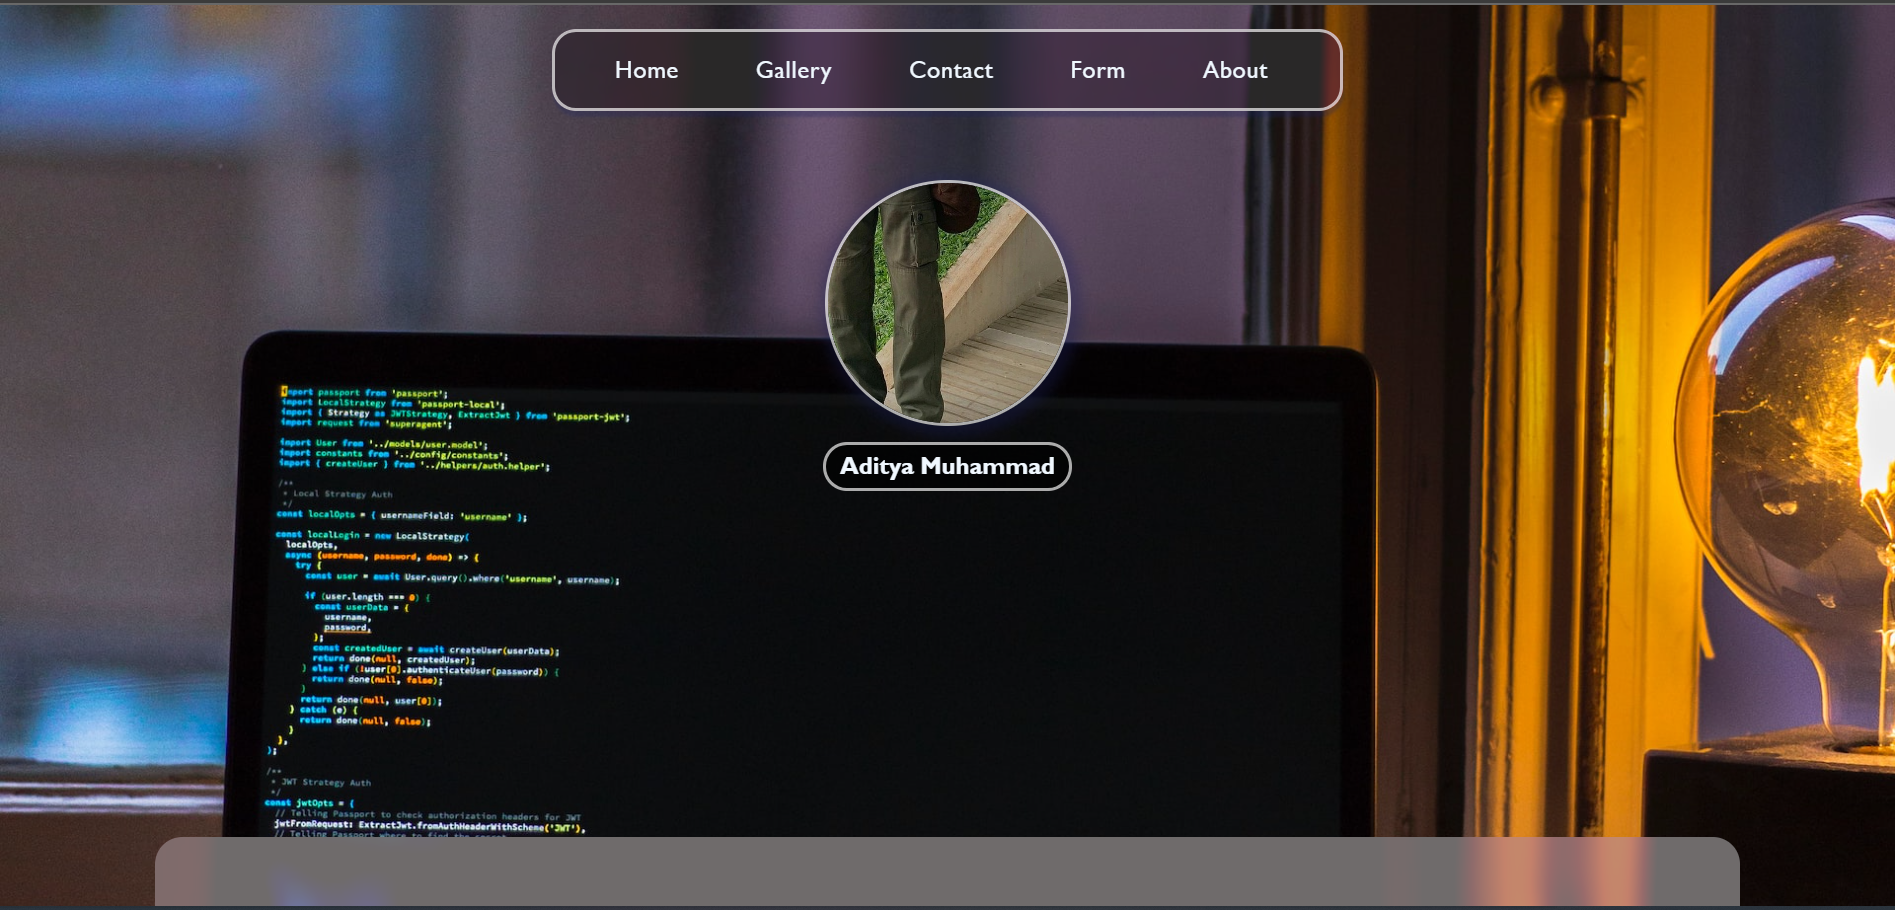 Home Gallery Contact Form About
Aditya Muhammad
import passport from 'passport';
import LocalStrategy from 'passport-local';
import { Strategy as JWTStrategy, ExtractJwt } from 'passport-jwt';
import request from 'superagent';
import User from '../models/user.model';
import constants from '../config/constants';
import { createUser } from '../helpers/auth.helper';
/**
* Local Strategy Auth
*/
const localOpts = { usernameField: 'username' };
const localLogin = new LocalStrategy(
localOpts,
async (username, password, done) => {
try {
const user = await User.query().where('username', username);
if (user.length === 0) {
const userData = {
username,
password,
};
const createdUser = await createUser(userData);
return done(null, createdUser);
} else if (!user[0].authenticateUser(password)) {
return done(null, false);
}
return done(null, user[0]);
} catch (e) {
return done(null, false);
}
},
);
/**
* JWT Strategy Auth
*/
const jwtOpts = {
// Telling Passport to check authorization headers for JWT
jwtFromRequest: ExtractJwt.fromAuthHeaderWithScheme('JWT'),
// Telling Passport where to find the